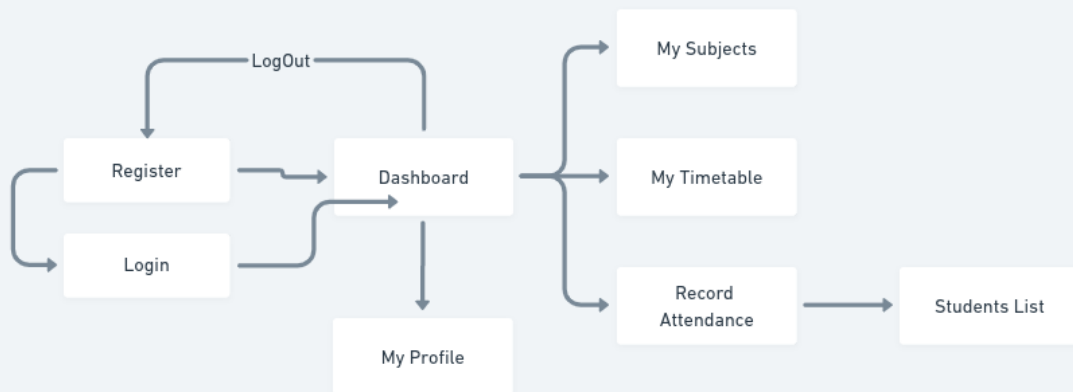 My Subjects
LogOut
Register
Dashboard
My Timetable
Login
Record
Attendance
Students List
My Profile